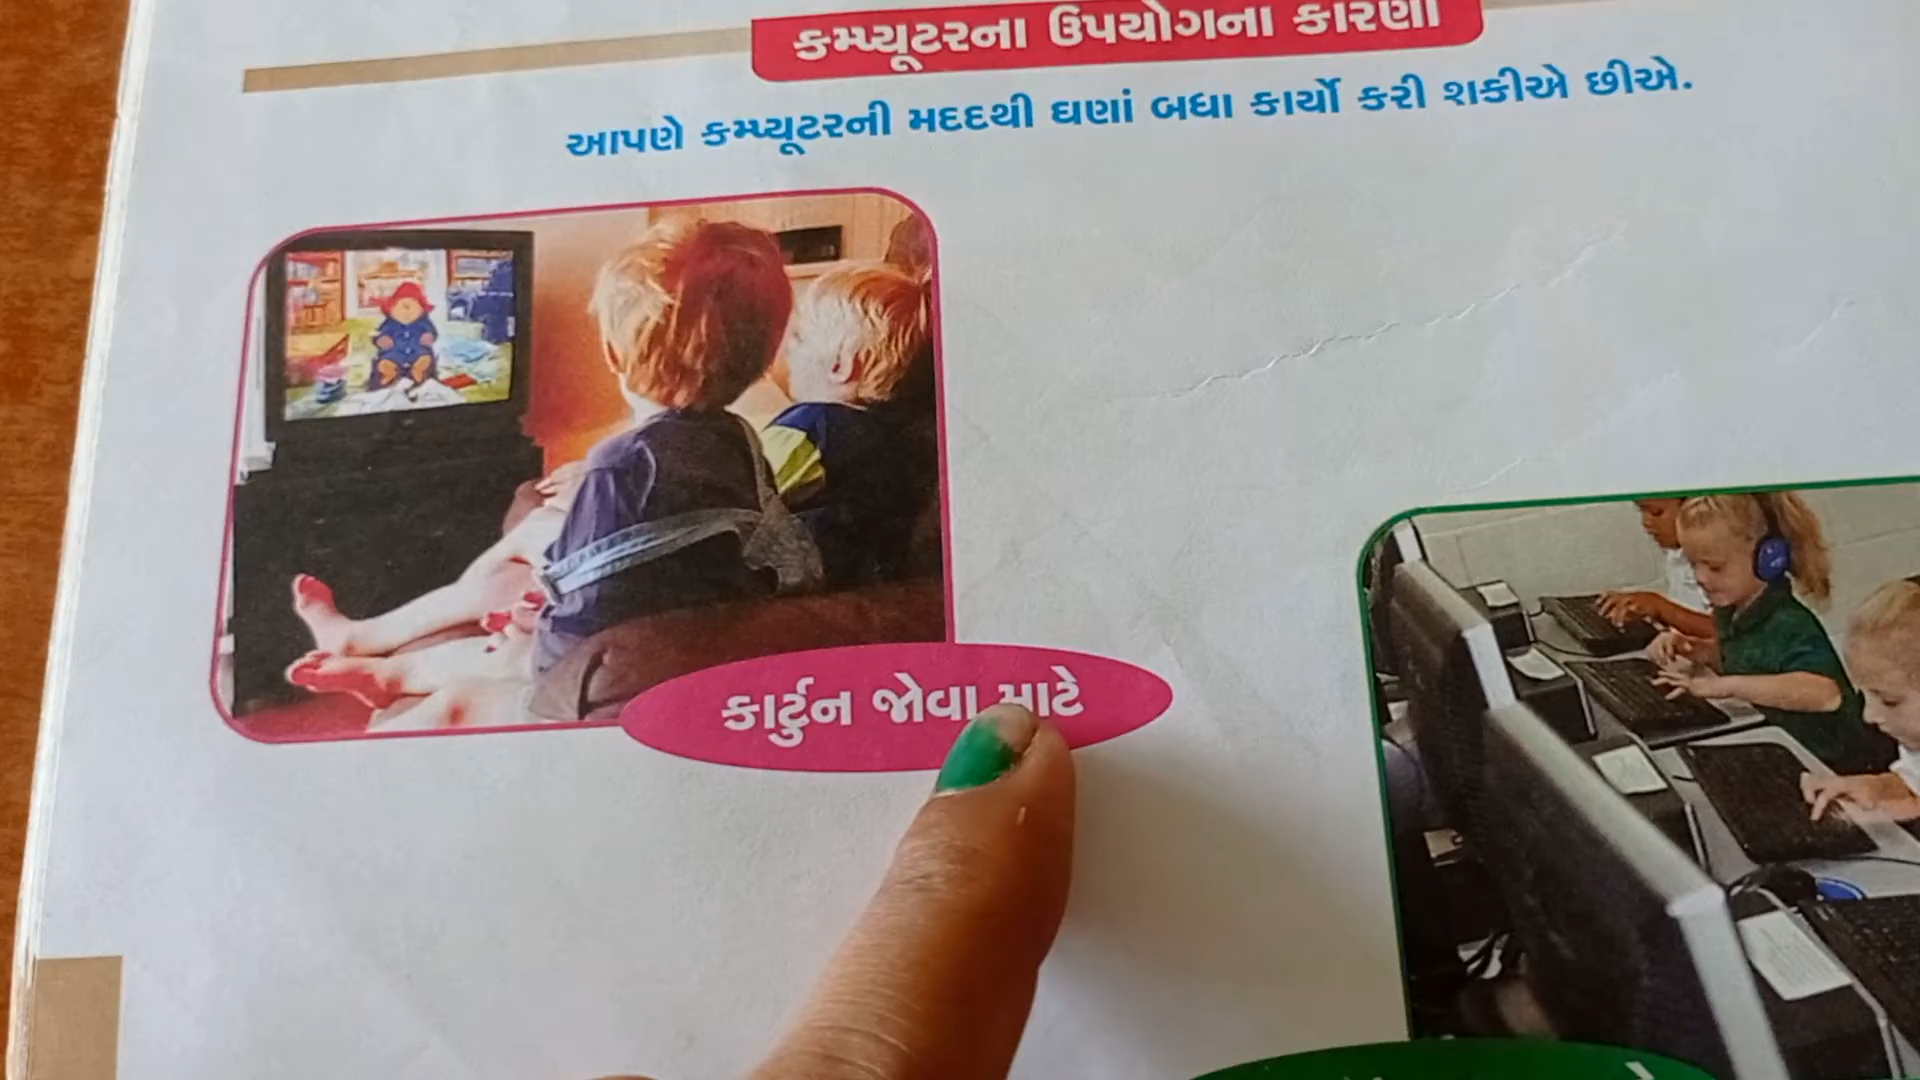 કમ્પ્યૂટરના ઉપયોગના કારણો
આપણે કમ્પ્યૂટરની મદદથી ઘણાં બધા કાર્યો કરી શકીએ છીએ.
કાર્ટુન જોવા માટે